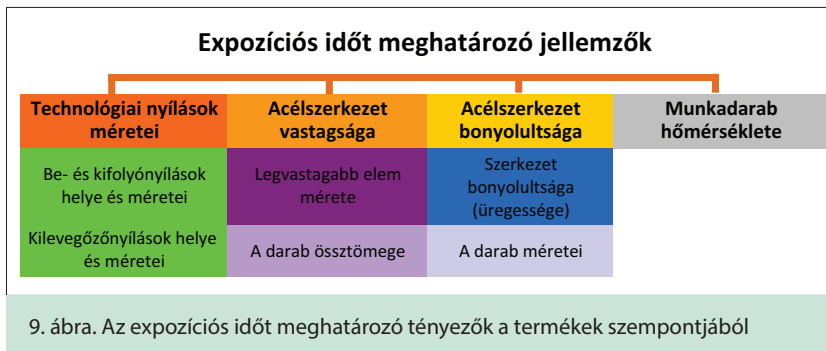 Expozíciós időt meghatározó jellemzők
Technológiai nyílások
méretei
Acélszerkezet
vastagsága
Acélszerkezet
bonyolultsága
Munkadarab
hőmérséklete
Be- és kifolyónyílások
helye és méretei
Legvastagabb elem
mérete
Szerkezet
bonyolultsága
(üregessége)
Kilevegőzőnyílások helye
és méretei
A darab össztömege
A darab méretei
9. ábra. Az expozíciós időt meghatározó tényezők a termékek szempontjából